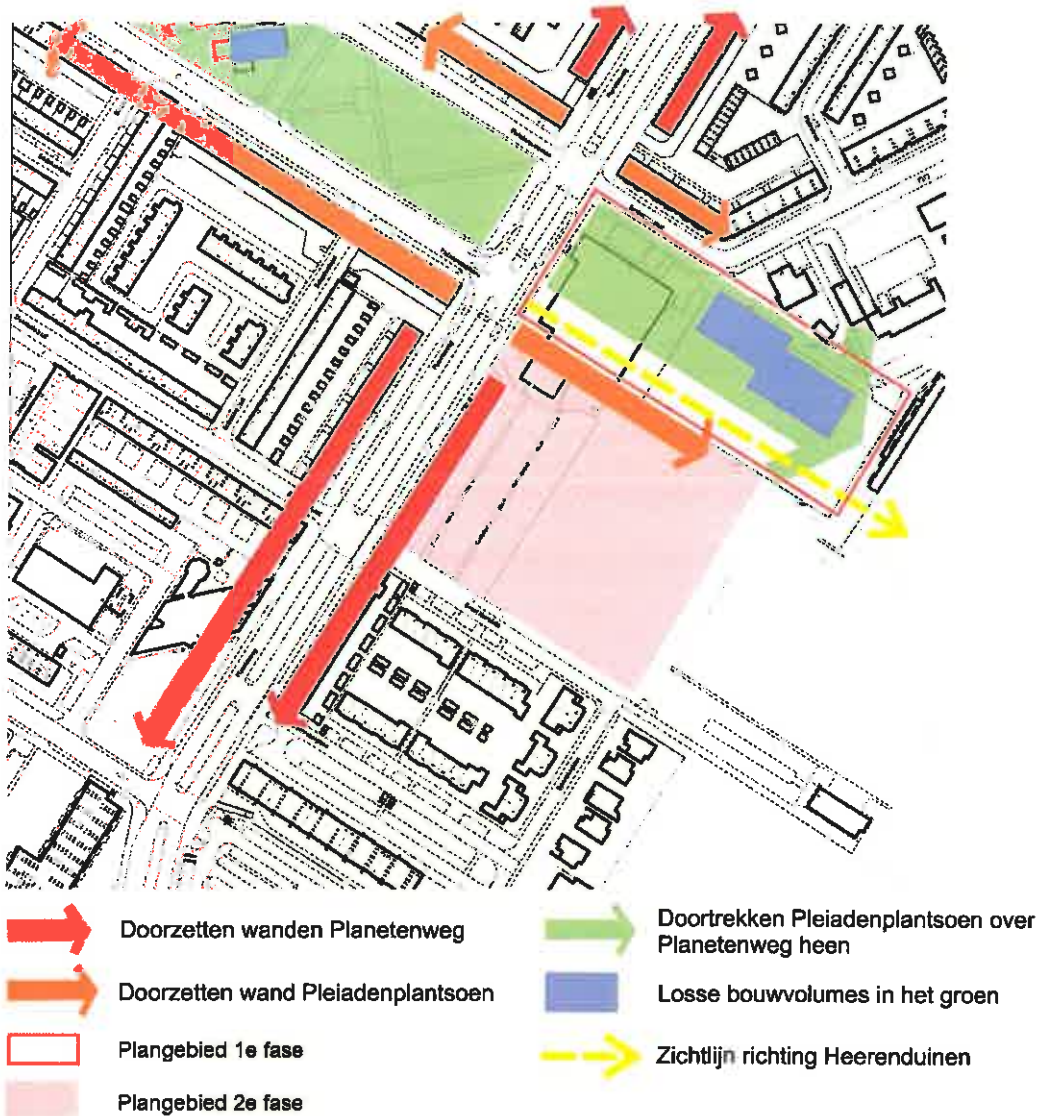 Doorzetten wanden Planetenweg
Doorzetten wand Pleiadenplantsoen
Plangebied 1e fase
Plangebied 2e fase
Doortrekken Pleiadenplantsoen over
Planetenweg heen
Losse bouwvolumes in het groen
Zichtlijn richting Heerenduinen